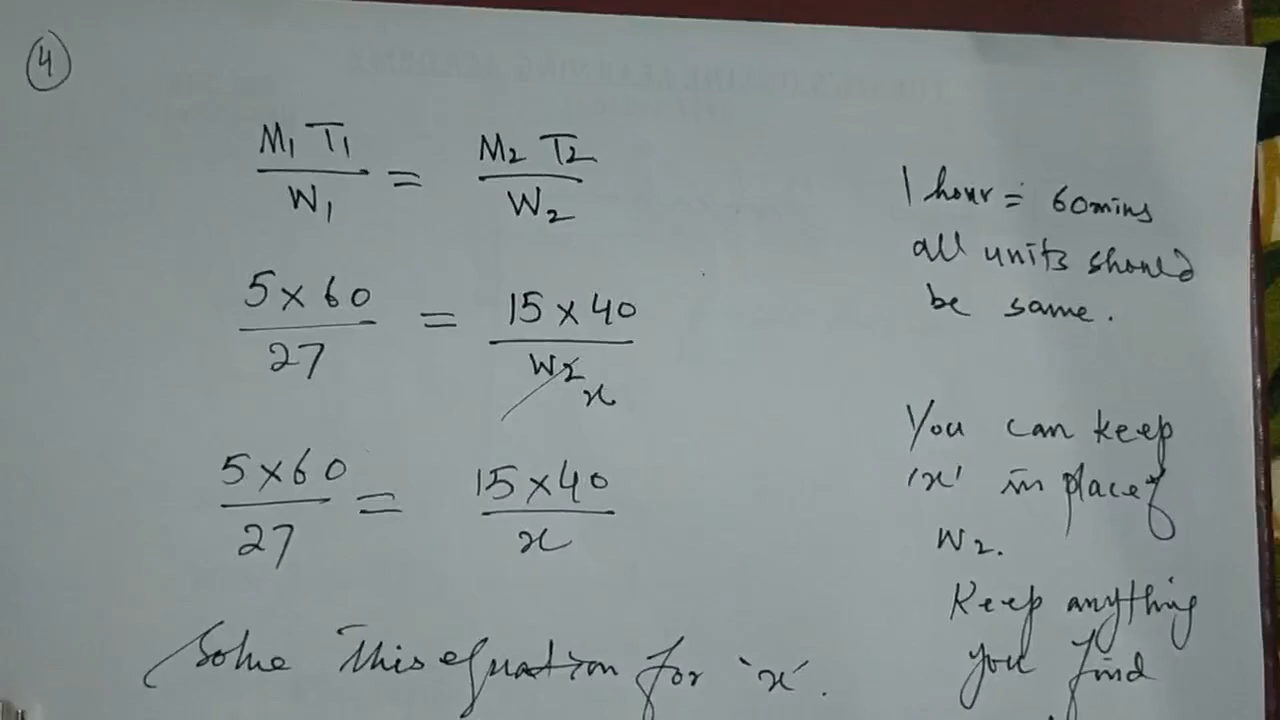 4
M1 T1 / W1 = M2 T2 / W2
5 x 60 / 27 = 15 x 40 / W2 x
5 x 60 / 27 = 15 x 40 / x
Solve this equation for 'x'.
1 hour = 60 mins
all units should
be same.
You can keep
'x' in place of
W2.
Keep anything
you find